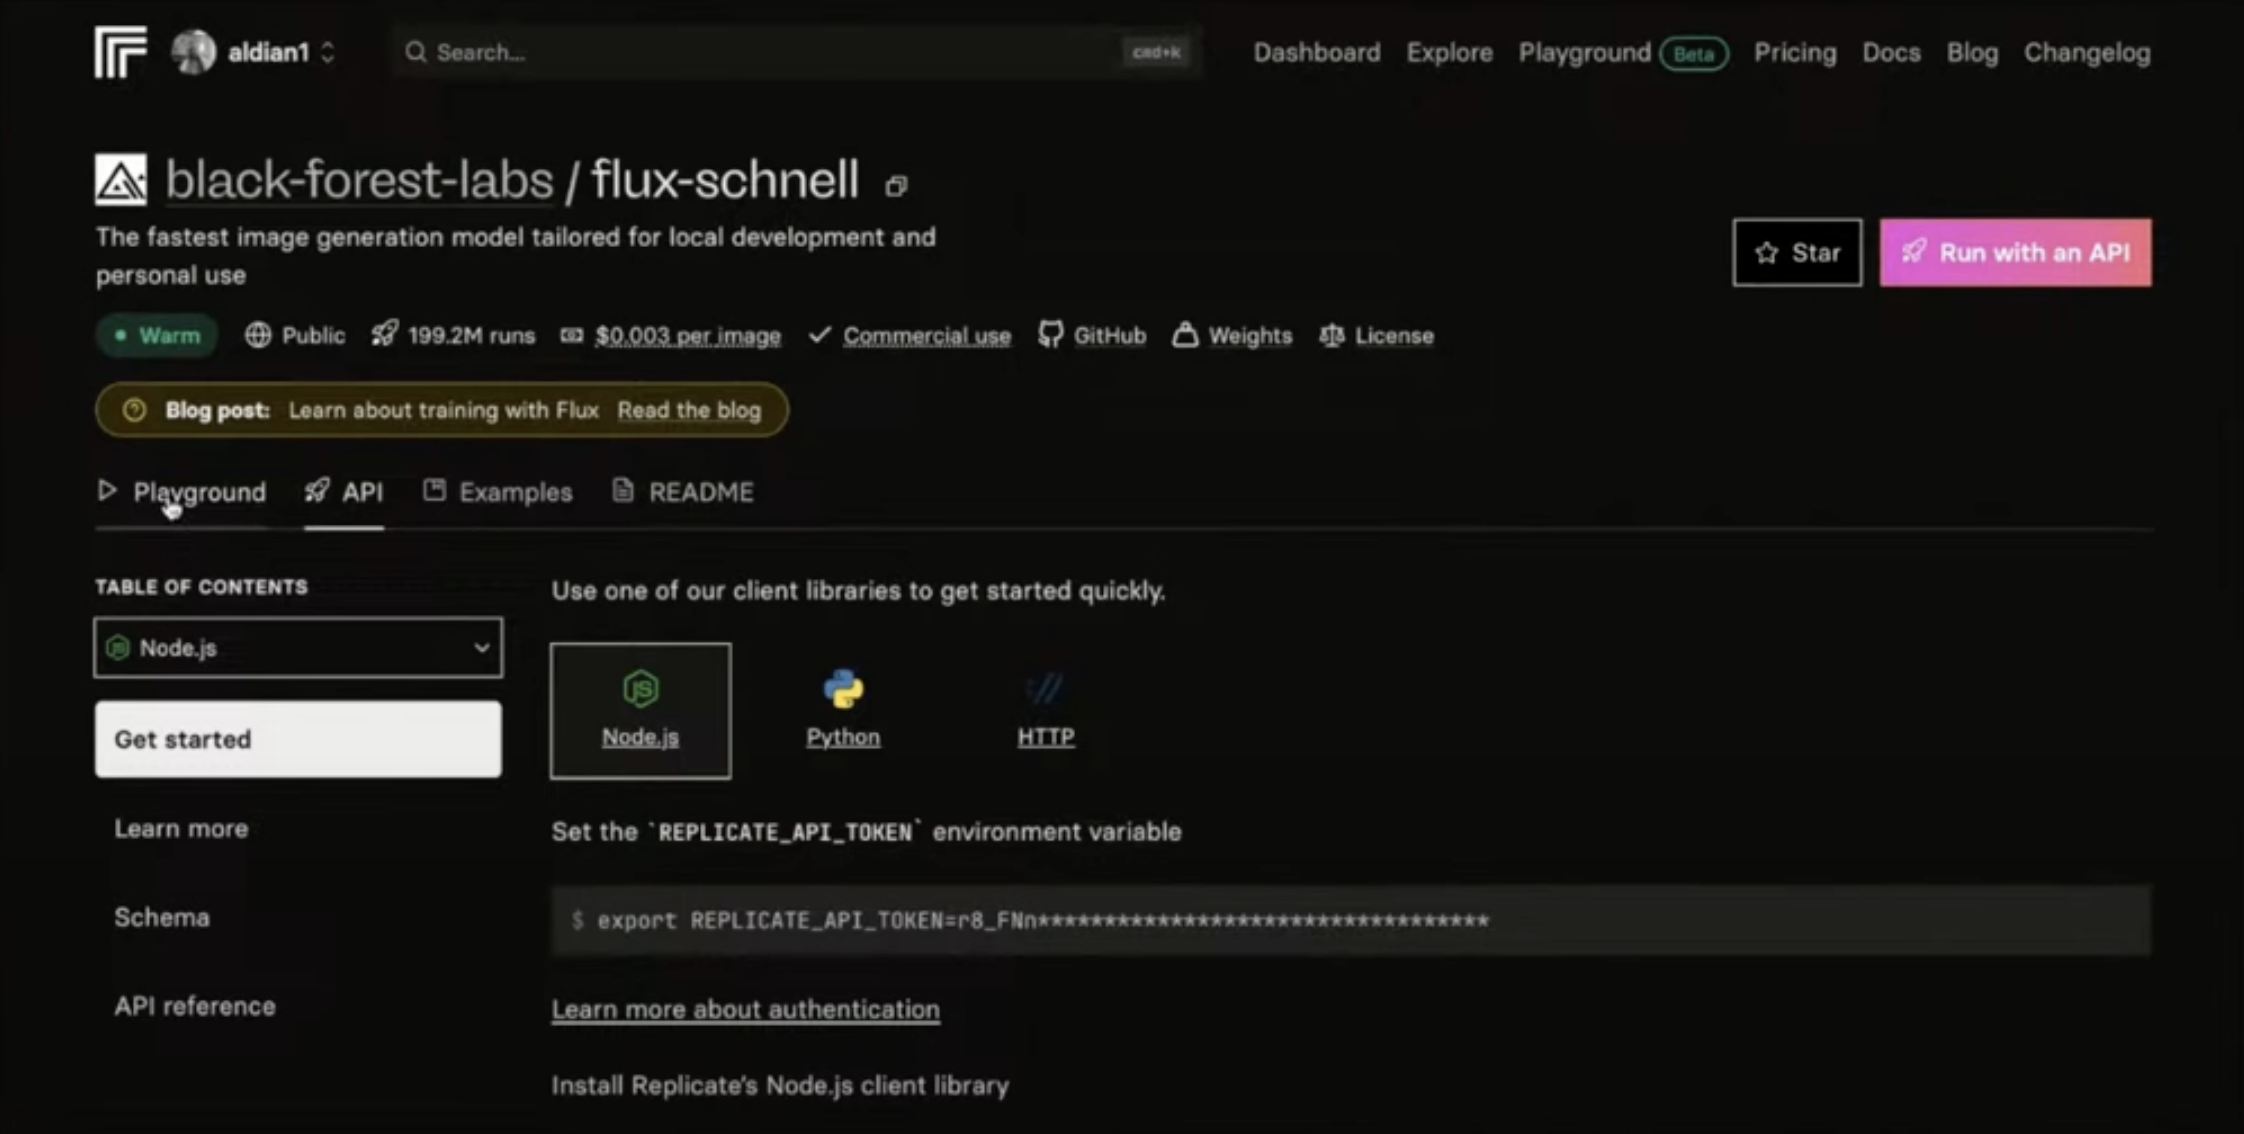 aldian1 Search... cmd+k Dashboard Explore Playground Beta Pricing Docs Blog Changelog
black-forest-labs / flux-schnell
The fastest image generation model tailored for local development and
personal use
Star Run with an API
Warm Public 199.2M runs $0.003 per image Commercial use GitHub Weights License
Blog post: Learn about training with Flux Read the blog
Playground API Examples README
TABLE OF CONTENTS
Node.js
Get started
Learn more
Schema
API reference
Use one of our client libraries to get started quickly.
Node.js Python HTTP
Set the `REPLICATE_API_TOKEN` environment variable
$ export REPLICATE_API_TOKEN=r8_FNn**********************************
Learn more about authentication
Install Replicate's Node.js client library